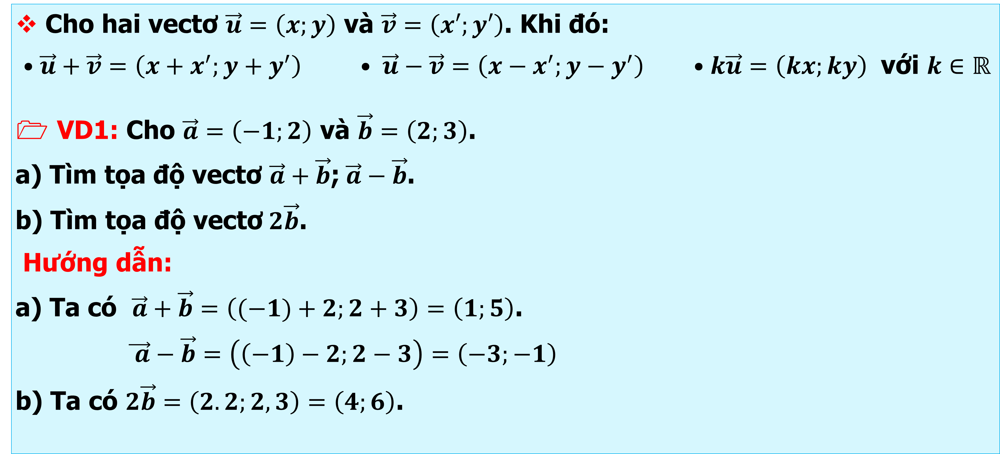 ❖ Cho hai vectơ $\vec{u} = (x; y)$ và $\vec{v} = (x'; y')$. Khi đó:
• $\vec{u} + \vec{v} = (x + x'; y + y')$ • $\vec{u} - \vec{v} = (x - x'; y - y')$ • $k\vec{u} = (kx; ky)$ với $k \in \mathbb{R}$
VD1: Cho $\vec{a} = (-1; 2)$ và $\vec{b} = (2; 3)$.
a) Tìm tọa độ vectơ $\vec{a} + \vec{b}$; $\vec{a} - \vec{b}$.
b) Tìm tọa độ vectơ $2\vec{b}$.
Hướng dẫn:
a) Ta có $\vec{a} + \vec{b} = ((-1) + 2; 2 + 3) = (1; 5)$.
$\vec{a} - \vec{b} = ((-1) - 2; 2 - 3) = (-3; -1)$
b) Ta có $2\vec{b} = (2. 2; 2, 3) = (4; 6)$.